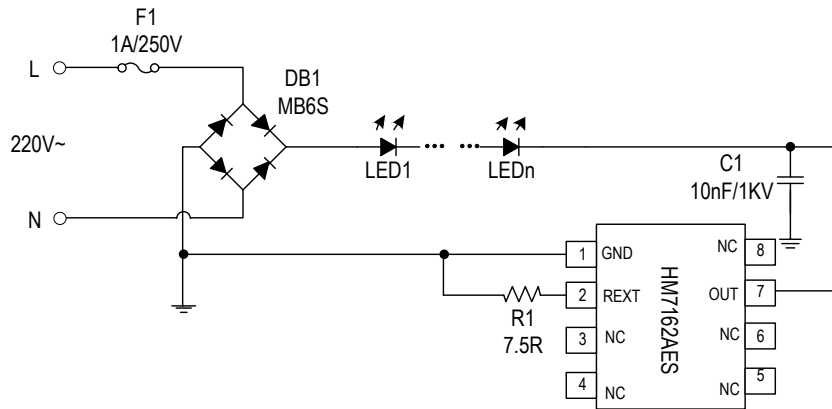 F1
1A/250V
L
DB1
MB6S
220V~
LED1
LEDn
C1
10nF/1KV
N
1
GND
NC
8
2
REXT
OUT
7
R1
7.5R
3
NC
NC
6
4
NC
NC
5
HM7162AES